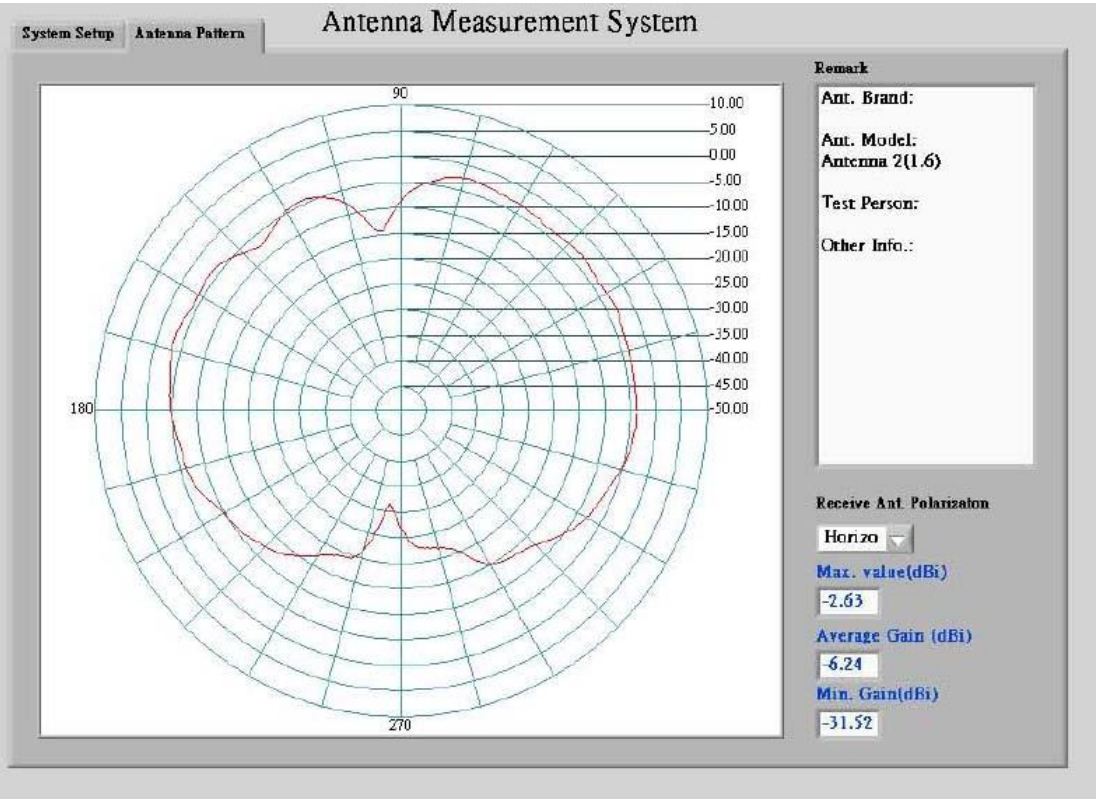 Antenna Measurement System
System Setup
Antenna Pattern
90
10.00
5.00
0.00
-5.00
-10.00
-15.00
-20.00
-25.00
-30.00
-35.00
-40.00
-45.00
-50.00
180
270
Remark
Ant. Brand:
Ant. Model:
Antenna 2(1.6)
Test Person:
Other Info.:
Receive Ant. Polarizaton
Horizo
Max. value(dBi)
-2.63
Average Gain (dBi)
-6.24
Min. Gain(dBi)
-31.52